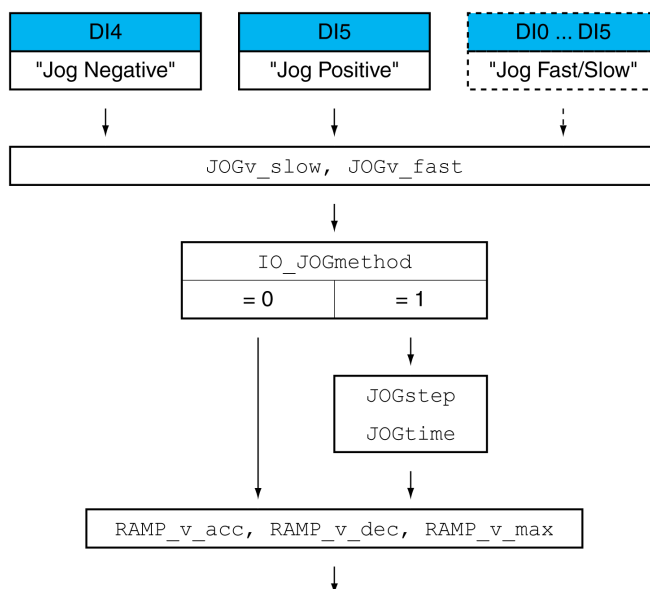 DI4
DI5
DI0 ... DI5
"Jog Negative"
"Jog Positive"
"Jog Fast/Slow"
JOGv_slow, JOGv_fast
IO_JOGmethod
= 0
= 1
JOGstep
JOGtime
RAMP_v_acc, RAMP_v_dec, RAMP_v_max